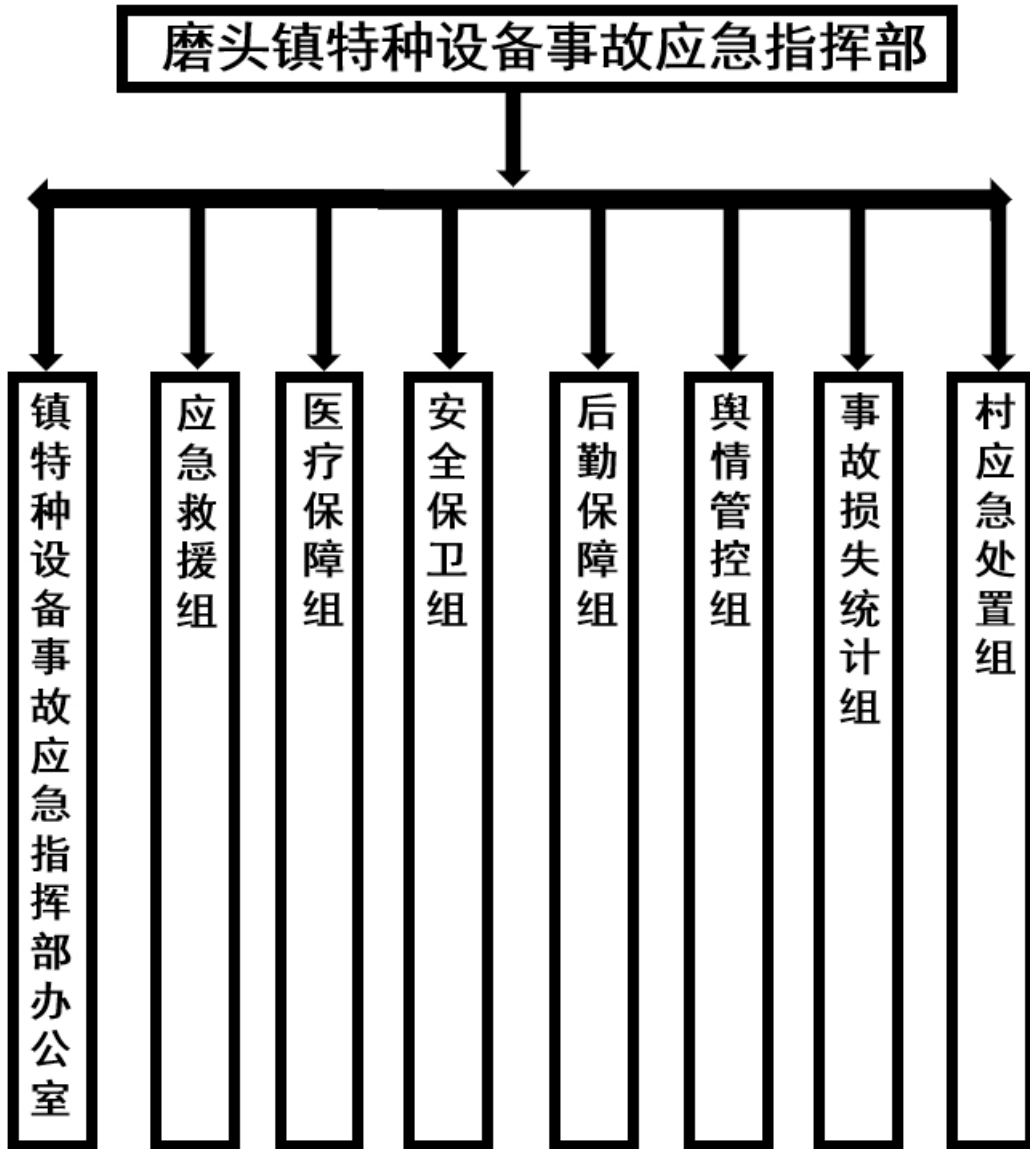 磨头镇特种设备事故应急指挥部
镇特种设备事故应急指挥部办公室
应急救援组
医疗保障组
安全保卫组
后勤保障组
舆情管控组
事故损失统计组
村应急处置组